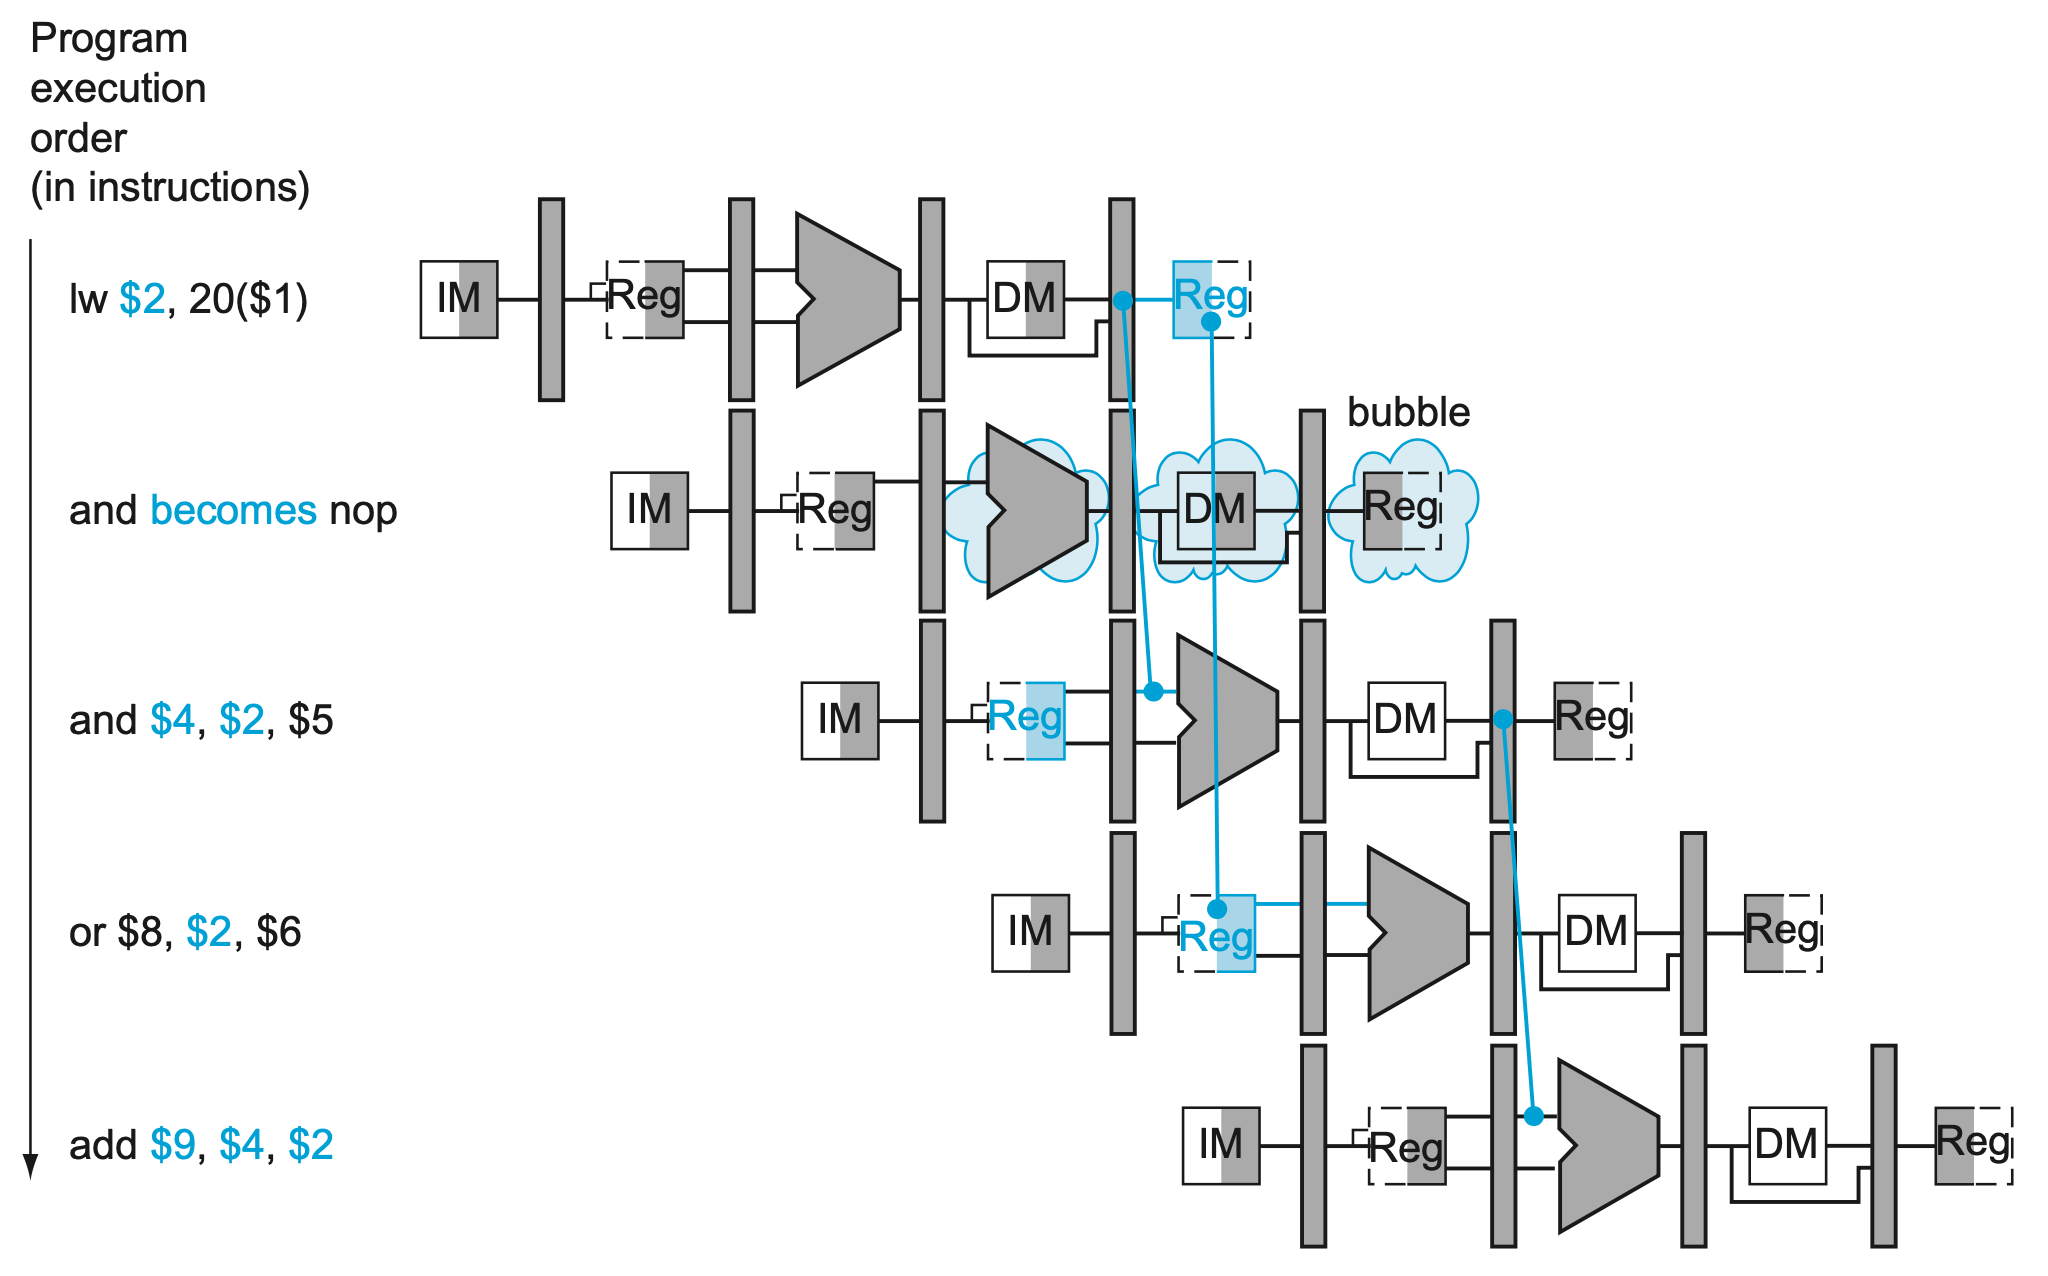 Program
execution
order
(in instructions)
lw $2, 20($1)
IM
Reg
DM
Reg
bubble
and becomes nop
IM
Reg
DM
Reg
and $4, $2, $5
IM
Reg
DM
Reg
or $8, $2, $6
IM
Reg
DM
Reg
add $9, $4, $2
IM
Reg
DM
Reg